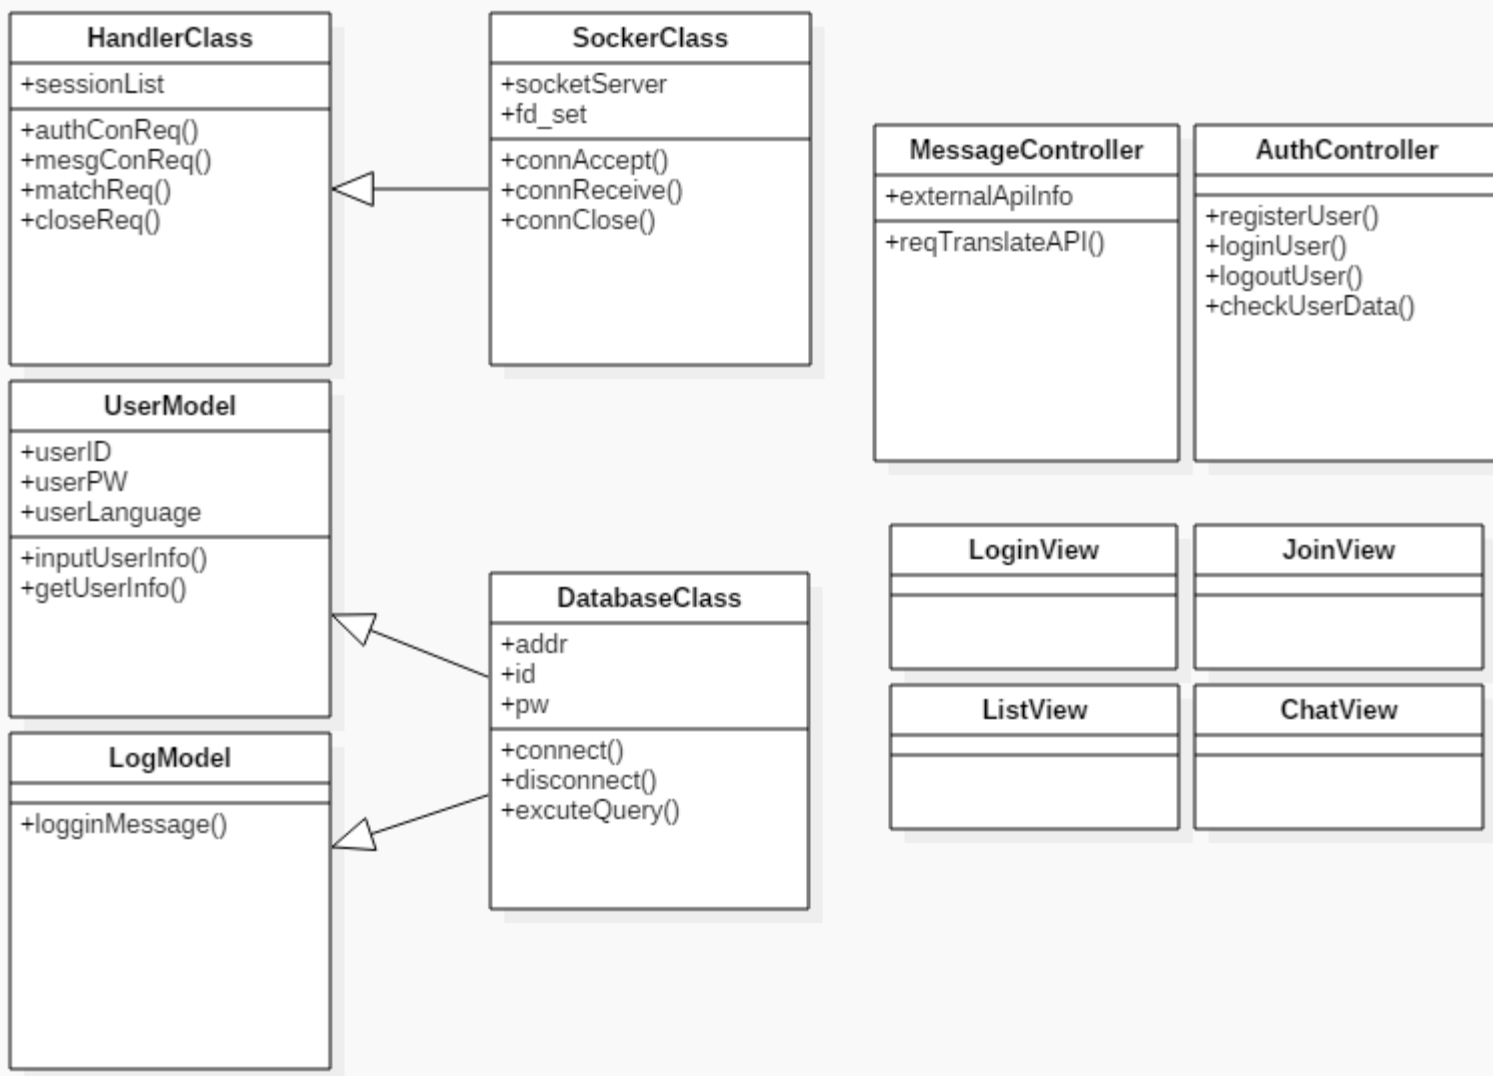 HandlerClass
+sessionList
+authConReq()
+mesgConReq()
+matchReq()
+closeReq()
SockerClass
+socketServer
+fd_set
+connAccept()
+connReceive()
+connClose()
MessageController
+externalApiInfo
+reqTranslateAPI()
AuthController
+registerUser()
+loginUser()
+logoutUser()
+checkUserData()
UserModel
+userID
+userPW
+userLanguage
+inputUserInfo()
+getUserInfo()
DatabaseClass
+addr
+id
+pw
+connect()
+disconnect()
+excuteQuery()
LoginView
JoinView
ListView
ChatView
LogModel
+logginMessage()